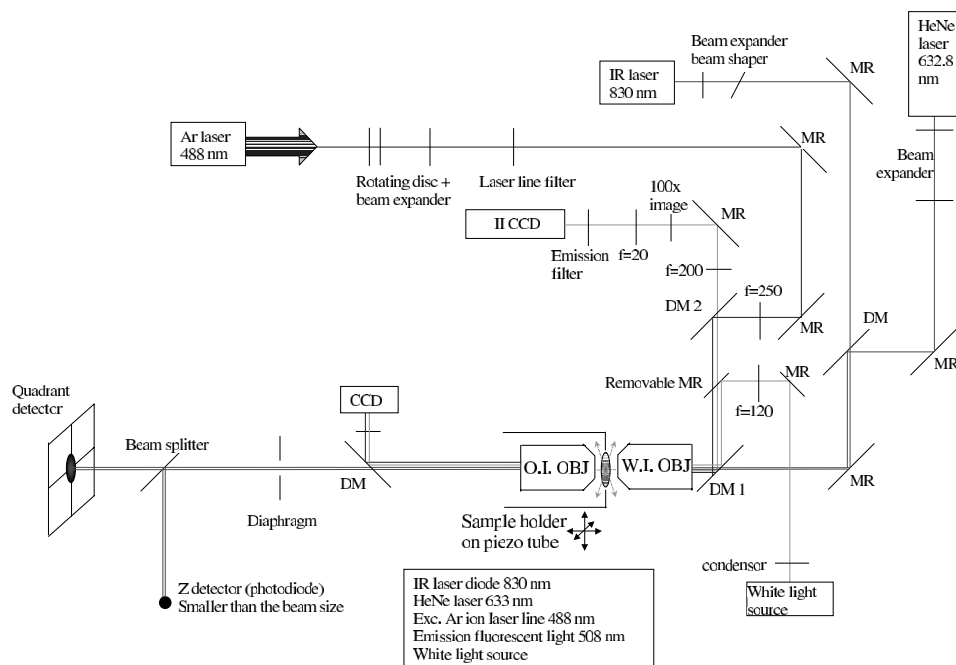 HeNe
laser
632.8
nm
Beam expander
beam shaper
MR
IR laser
830 nm
Ar laser
488 nm
MR
Beam
expander
Rotating disc +
beam expander
Laser line filter
100x
image
MR
II CCD
Emission
filter
f=20
f=200
f=250
DM 2
MR
DM
MR
Removable MR
MR
f=120
Quadrant
detector
CCD
Beam splitter
O.I. OBJ
W.I. OBJ
DM
DM 1
MR
Diaphragm
Sample holder
on piezo tube
condensor
Z detector (photodiode)
Smaller than the beam size
White light
source
IR laser diode 830 nm
HeNe laser 633 nm
Exc. Ar ion laser line 488 nm
Emission fluorescent light 508 nm
White light source